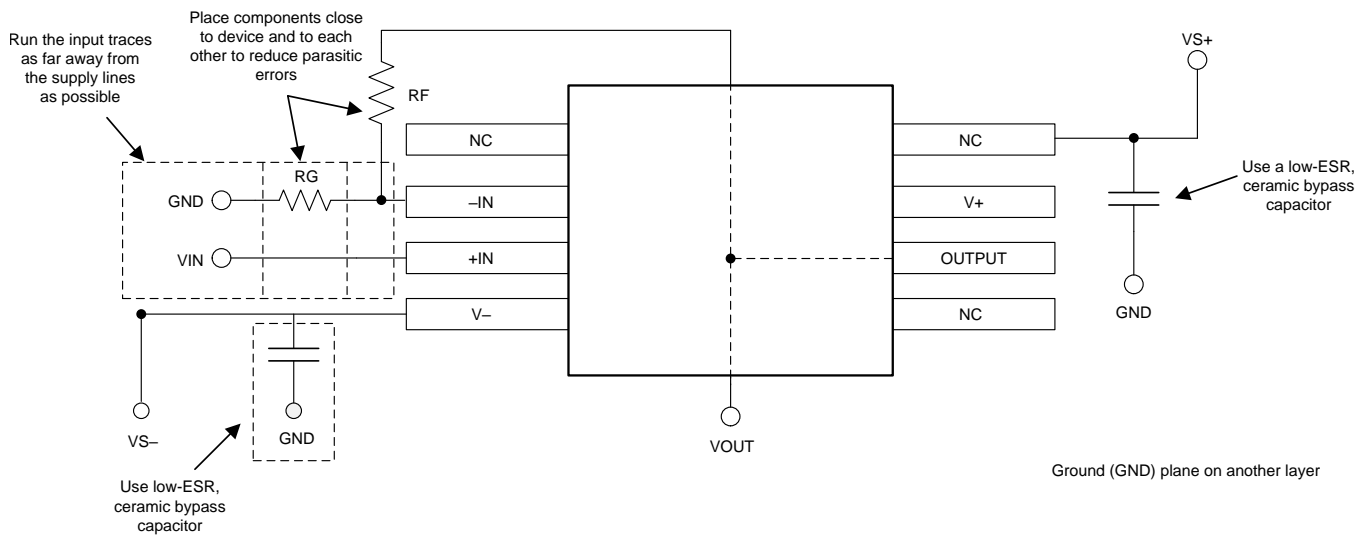 Place components close
to device and to each
other to reduce parasitic
errors
Run the input traces
as far away from
the supply lines
as possible
VS+
RF
NC
NC
RG
Use a low-ESR,
ceramic bypass
capacitor
GND
–IN
V+
VIN
+IN
OUTPUT
V–
NC
GND
VS–
GND
VOUT
Use low-ESR,
ceramic bypass
capacitor
Ground (GND) plane on another layer